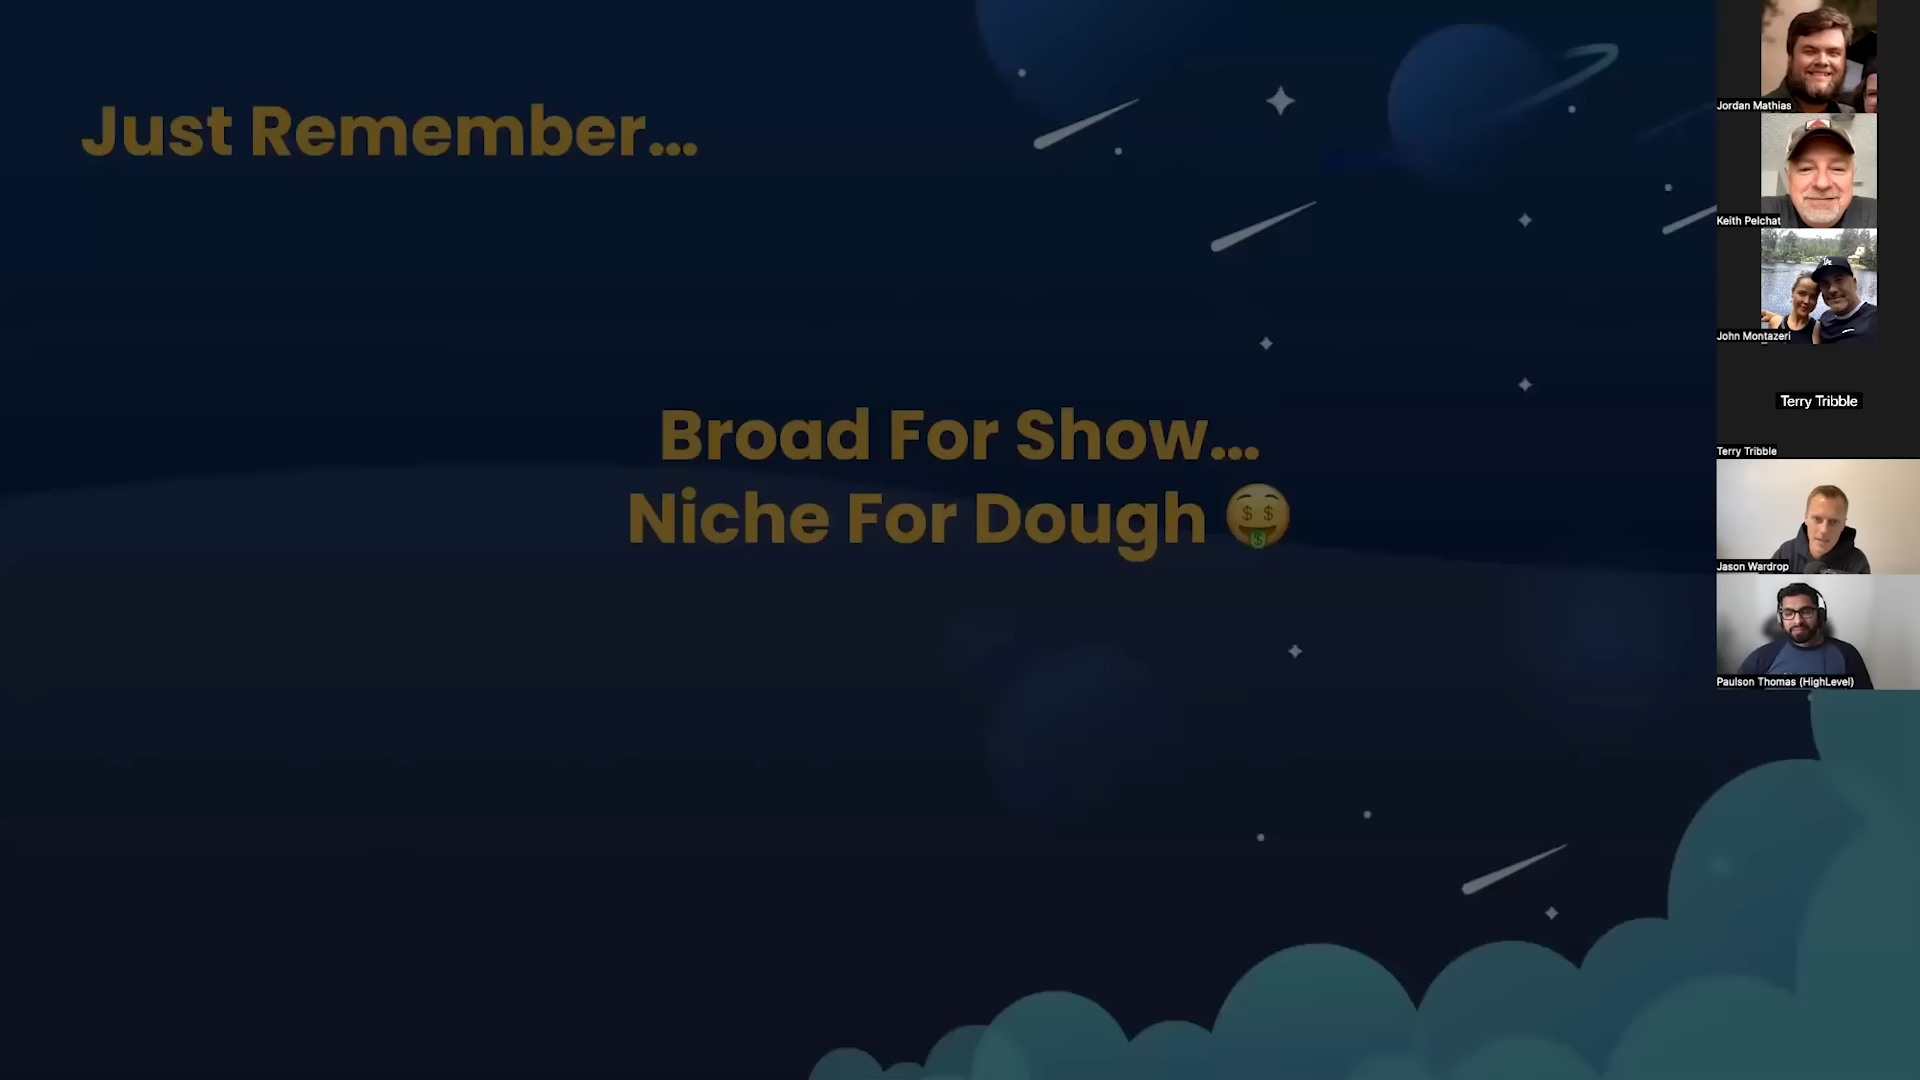 Just Remember...
Broad For Show...
Niche For Dough 🤑
Jordan Mathias
Keith Pelchat
John Montazeri
Terry Tribble
Terry Tribble
Jason Wardrop
Paulson Thomas (HighLevel)